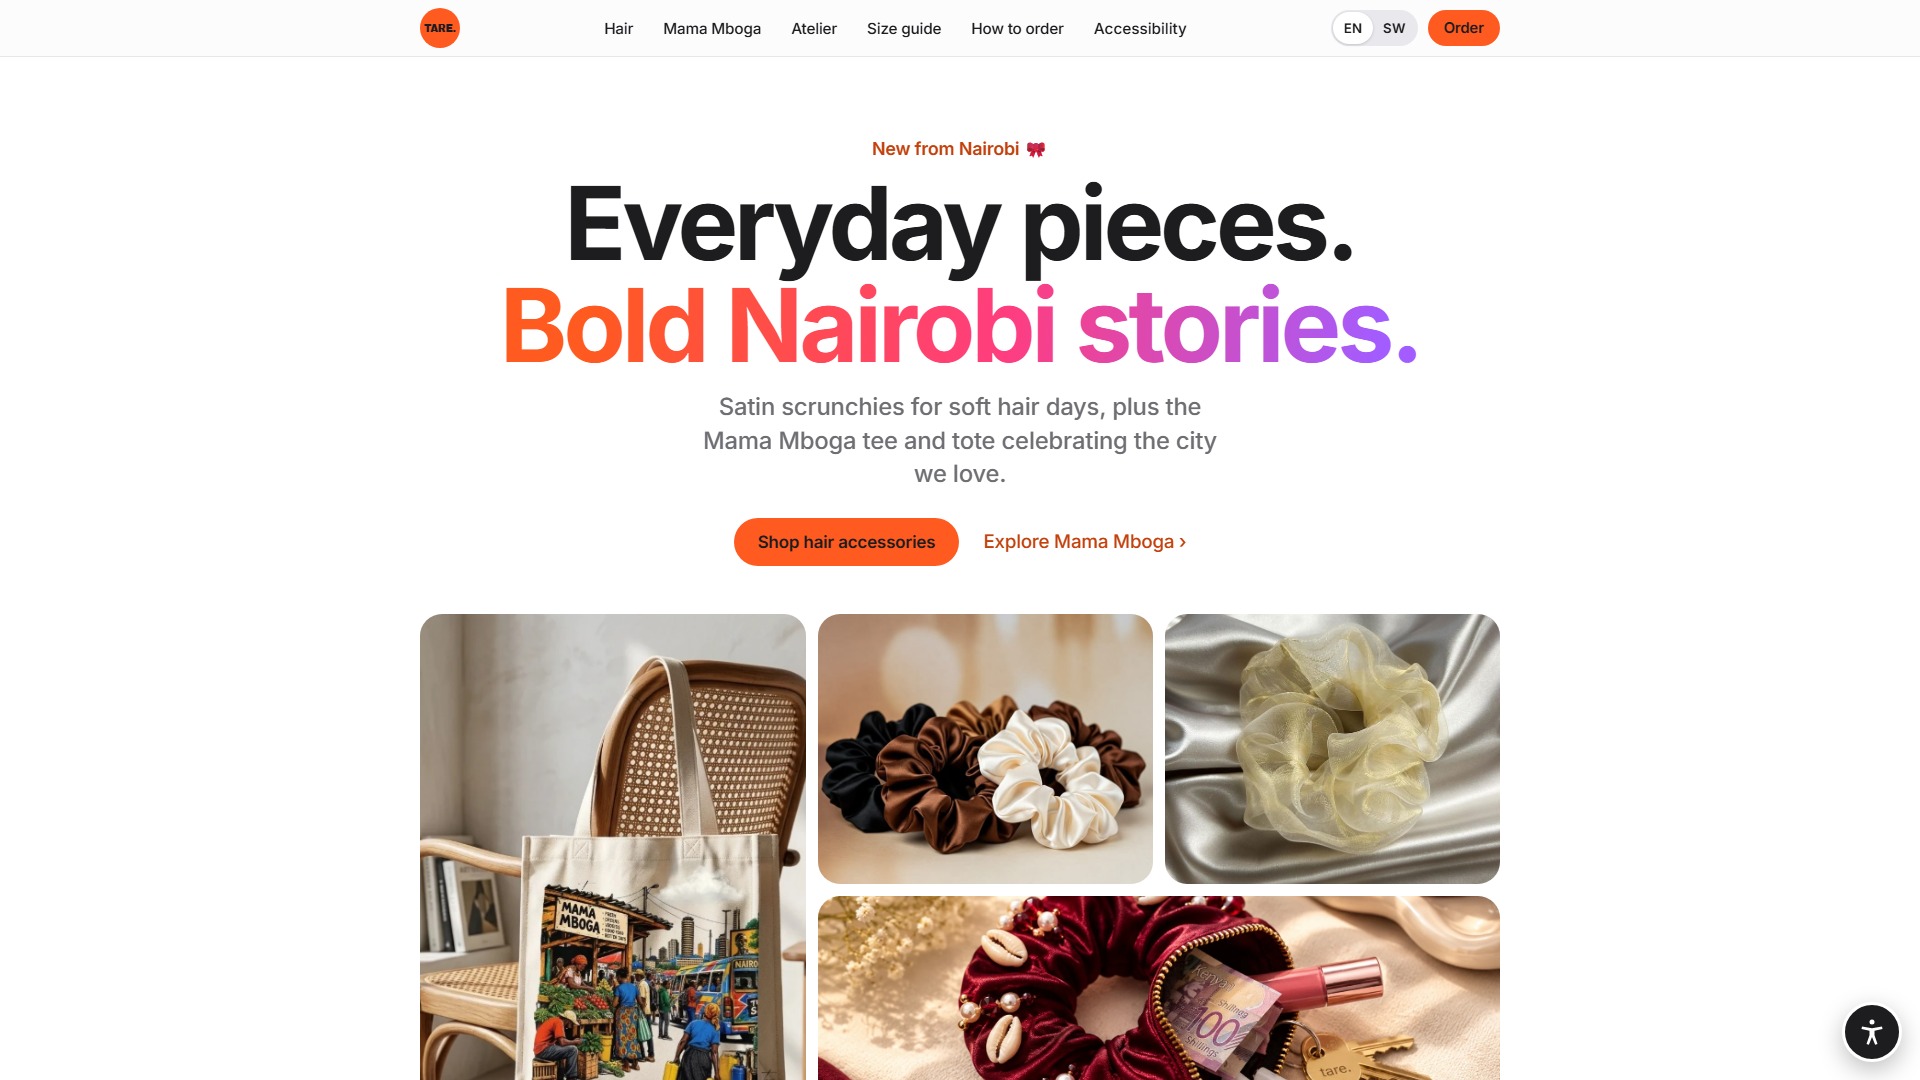 TARE.
Hair
Mama Mboga
Atelier
Size guide
How to order
Accessibility
EN
SW
Order
New from Nairobi
Everyday pieces.
Bold Nairobi stories.
Satin scrunchies for soft hair days, plus the
Mama Mboga tee and tote celebrating the city
we love.
Shop hair accessories
Explore Mama Mboga ›
MAMA
MBOGA
NAIRO
Kenya
Shillings
100
Shillings
tare.